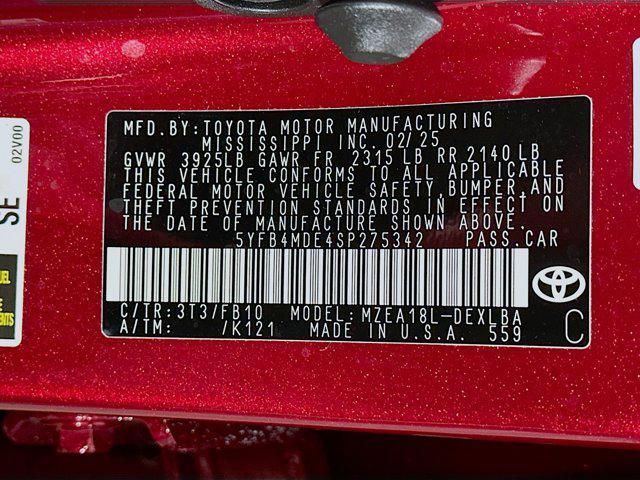 MFD.BY:TOYOTA MOTOR MANUFACTURING
MISSISSIPPI INC. 02/25
GVWR 3925LB GAWR FR 2315 LB RR 2140 LB
THIS VEHICLE CONFORMS TO ALL APPLICABLE
FEDERAL MOTOR VEHICLE SAFETY, BUMPER, AND
THEFT PREVENTION STANDARDS IN EFFECT ON
THE DATE OF MANUFACTURE SHOWN ABOVE.
5YFB4MDE4SP275342 PASS.CAR
C/TR:3T3/FB10 MODEL:MZEA18L-DEXLBA
A/TM: /K121 MADE IN U.S.A. 559
C
02V00
SE